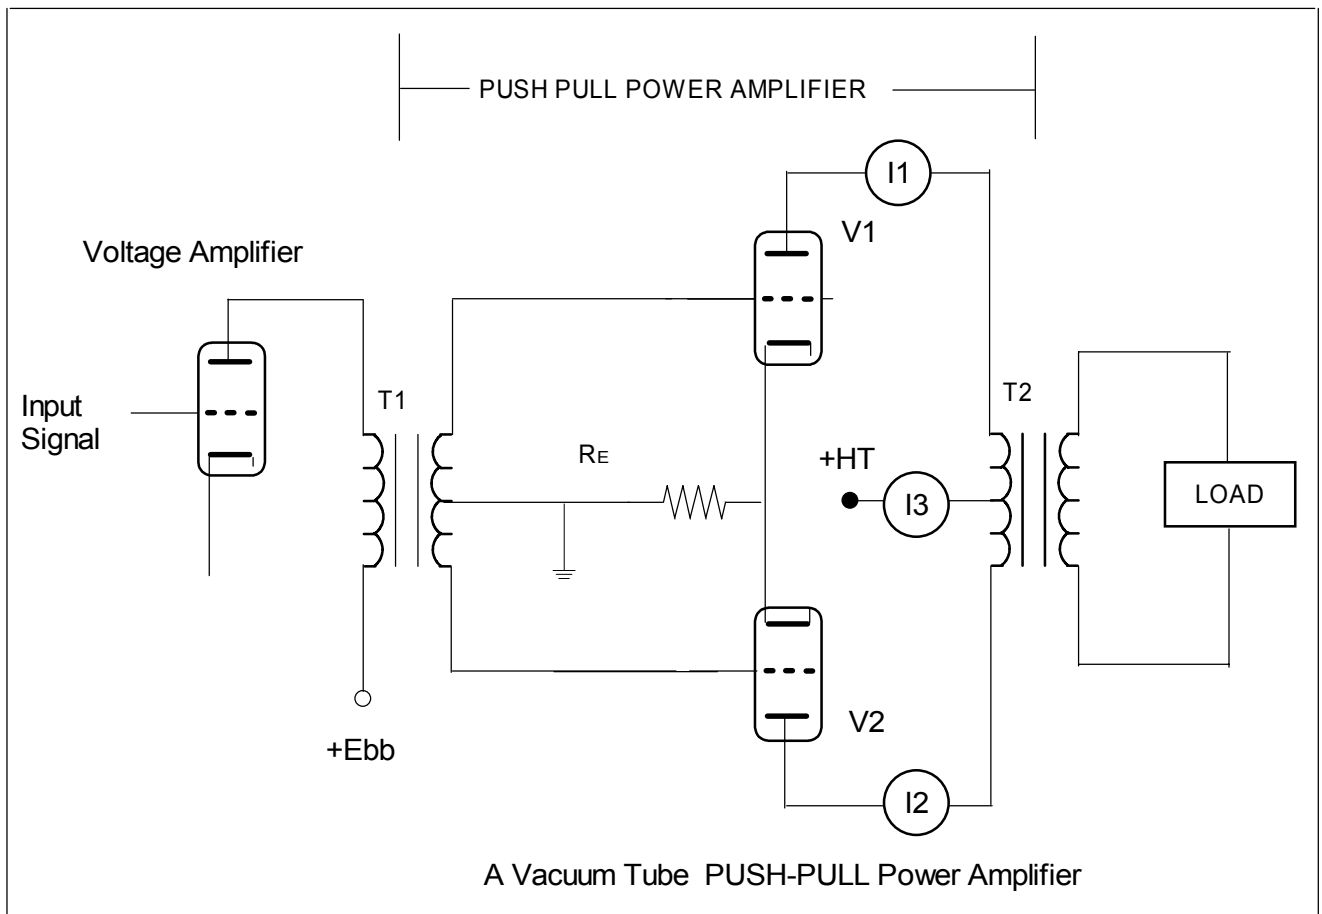 PUSH PULL POWER AMPLIFIER
I1
V1
Voltage Amplifier
Input
Signal
T1
RE
T2
+HT
I3
LOAD
V2
+Ebb
I2
A Vacuum Tube PUSH-PULL Power Amplifier